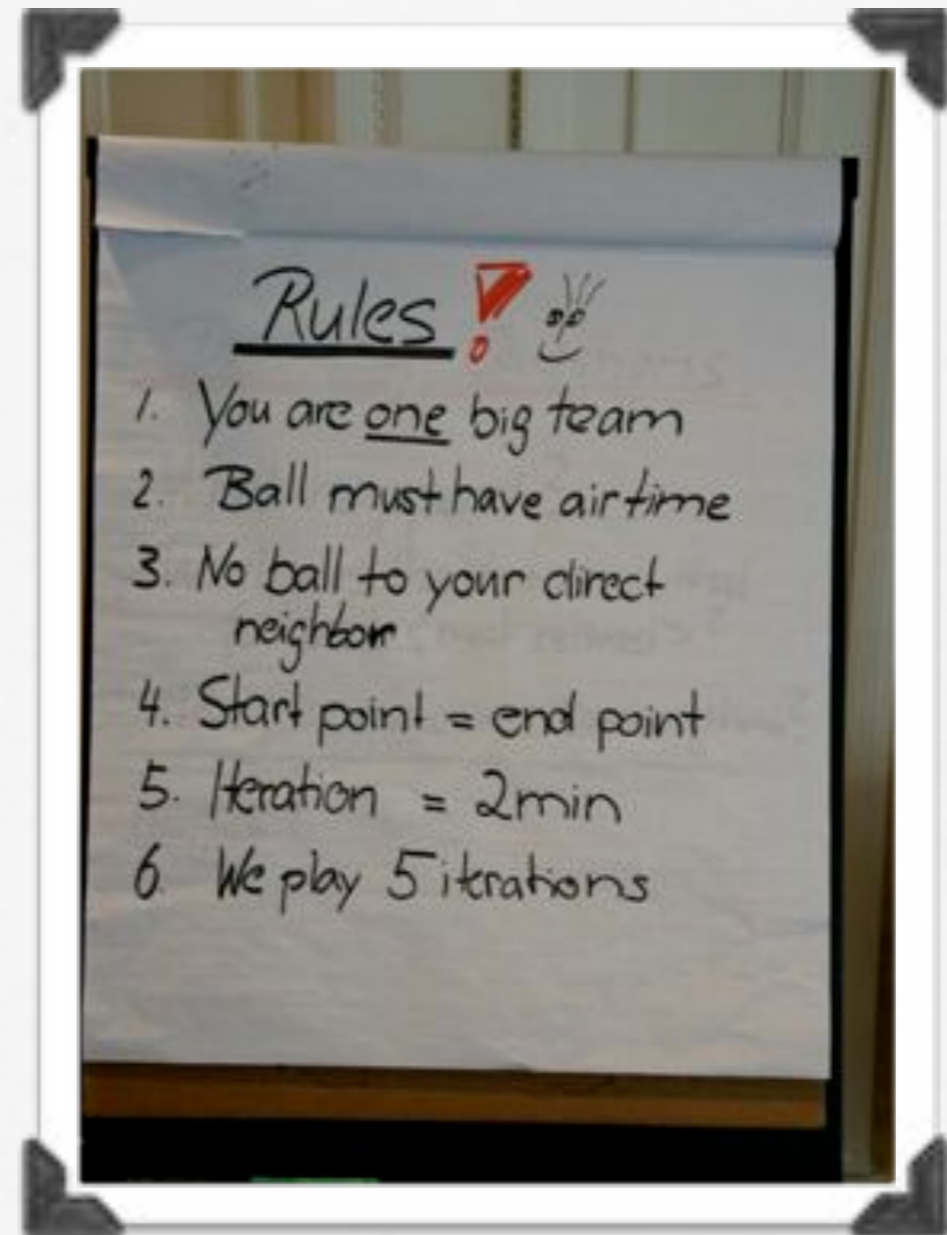 Rules!
1. You are one big team
2. Ball must have airtime
3. No ball to your direct
neighbor
4. Start point = end point
5. Iteration = 2min
6 We play 5 iterations